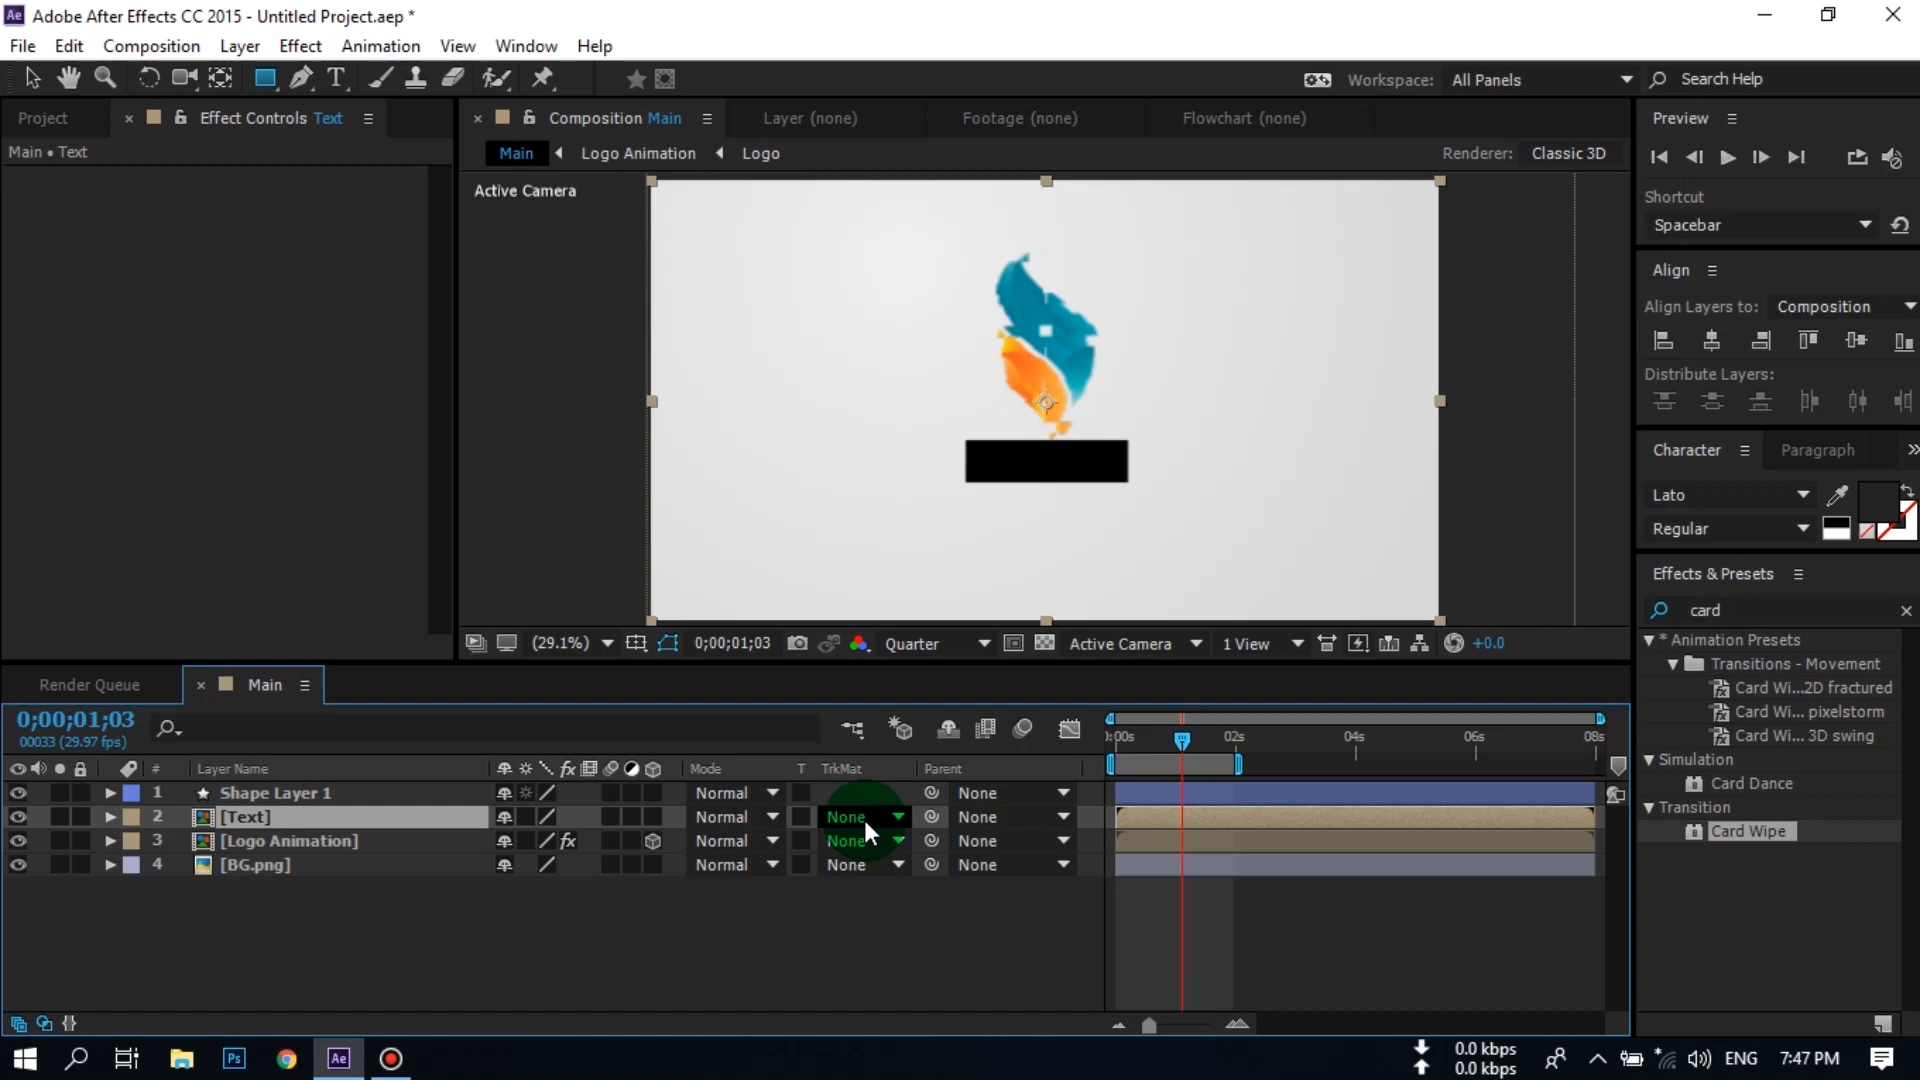 Adobe After Effects CC 2015 - Untitled Project.aep *
File Edit Composition Layer Effect Animation View Window Help
Workspace: All Panels Search Help
Project Effect Controls Text
Main • Text
Composition Main Layer (none) Footage (none) Flowchart (none)
Main Logo Animation Logo Renderer: Classic 3D
Active Camera
(29.1%) 0;00;01;03 Quarter Active Camera 1 View +0.0
Preview
Shortcut
Spacebar
Align
Align Layers to: Composition
Distribute Layers:
Character Paragraph
Lato
Regular
Effects & Presets
card
* Animation Presets
Transitions - Movement
Card Wi...2D fractured
Card Wi... pixelstorm
Card Wi... 3D swing
Simulation
Card Dance
Transition
Card Wipe
Render Queue Main
0;00;01;03
00033 (29.97 fps)
):00s 02s 04s 06s 08s
# Layer Name Mode T TrkMat Parent
1 Shape Layer 1 Normal None
2 [Text] Normal None None
3 [Logo Animation] Normal None None
4 [BG.png] Normal None None
0.0 kbps
0.0 kbps
ENG 7:47 PM